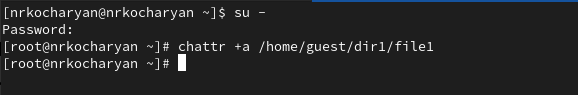 [nrkocharyan@nrkocharyan ~]$ su -
Password:
[root@nrkocharyan ~]# chattr +a /home/guest/dir1/file1
[root@nrkocharyan ~]#